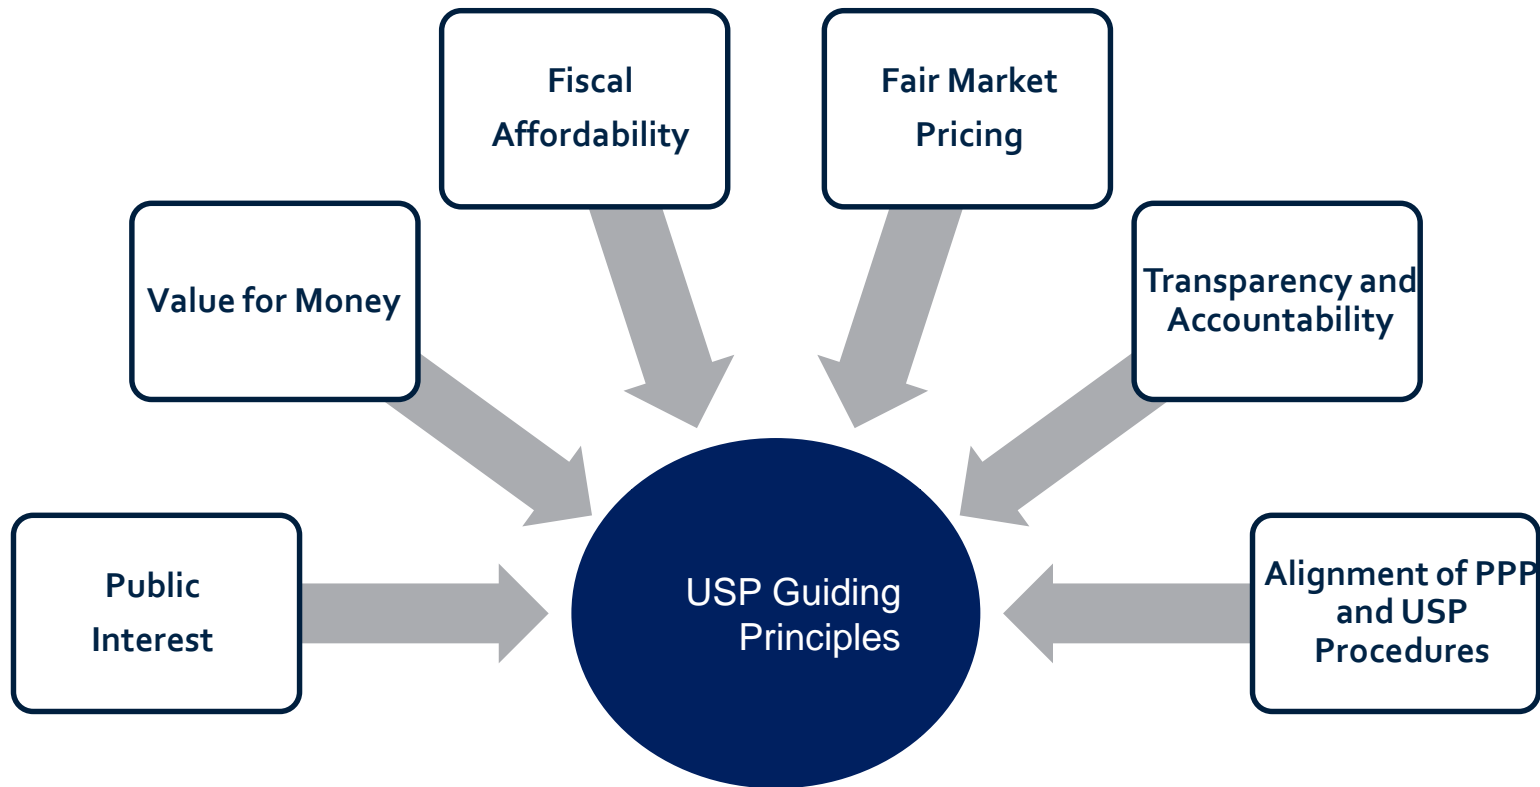 Fiscal
Affordability
Fair Market
Pricing
Value for Money
Transparency and
Accountability
Public
Interest
USP Guiding
Principles
Alignment of PPP
and USP
Procedures